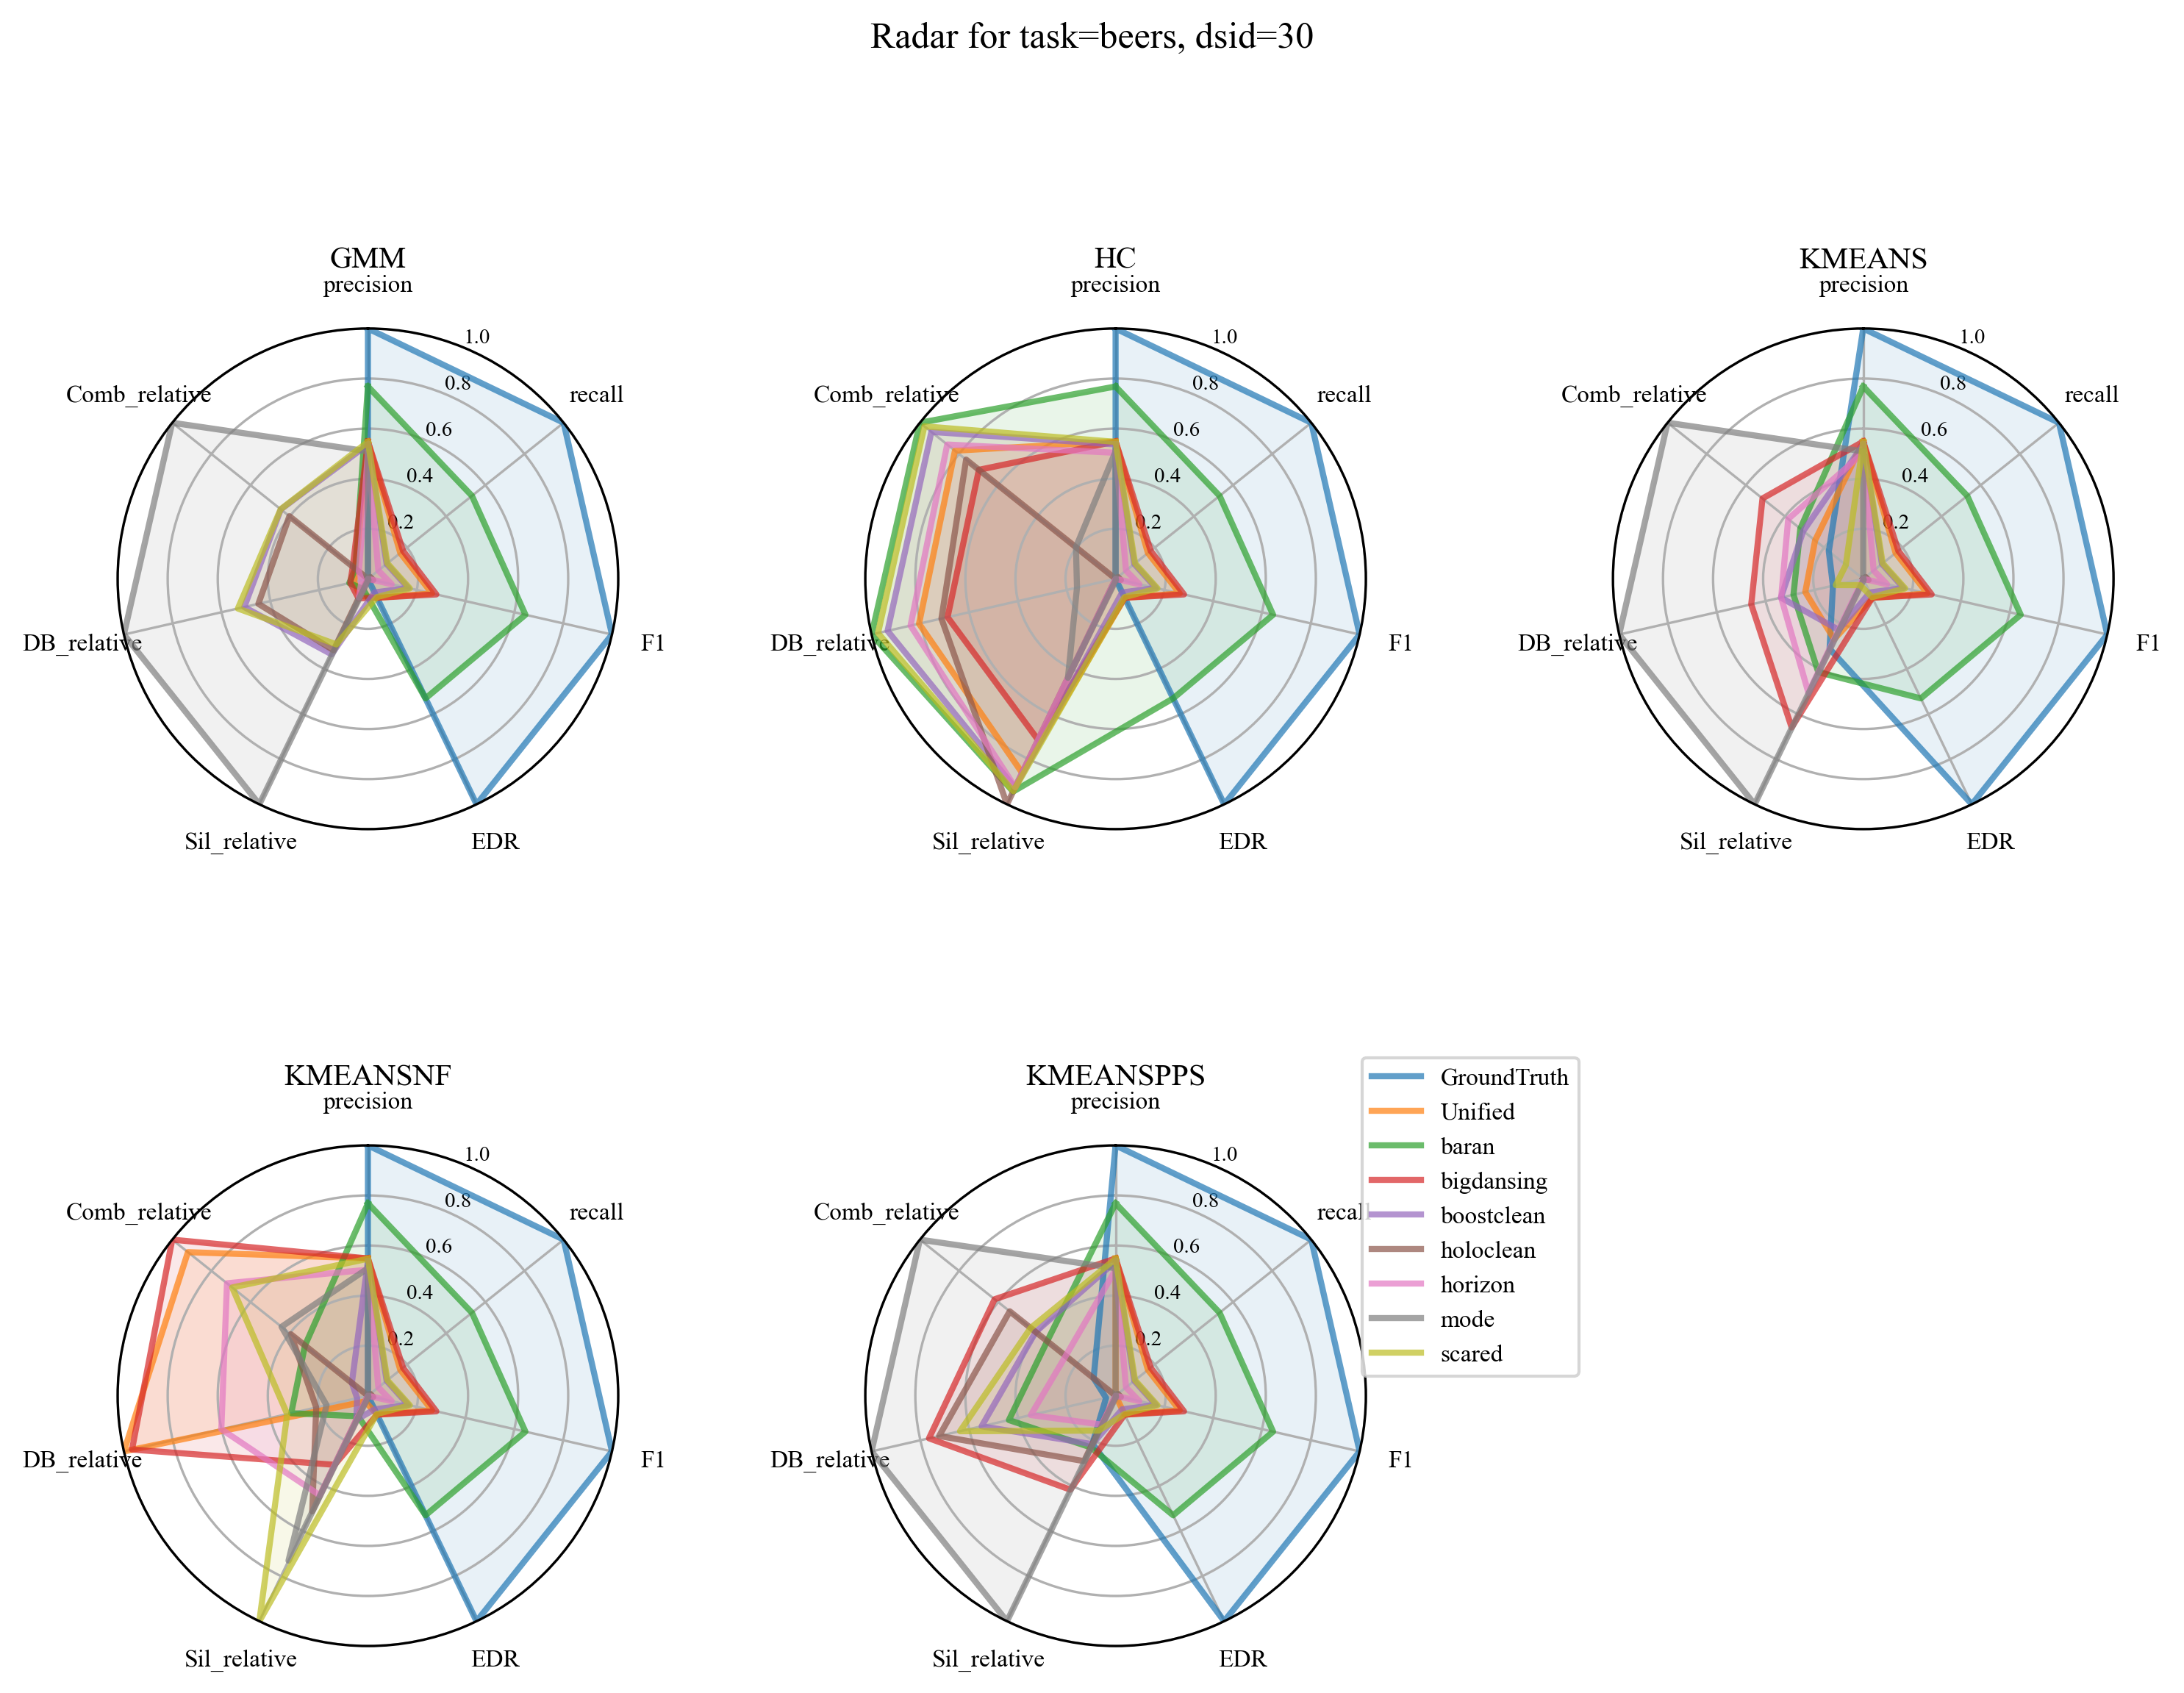 Radar for task=beers, dsid=30
GMM
precision
1.0
0.8
0.6
0.4
0.2
recall
F1
EDR
Sil_relative
DB_relative
Comb_relative
HC
precision
1.0
0.8
0.6
0.4
0.2
recall
F1
EDR
Sil_relative
DB_relative
Comb_relative
KMEANS
precision
1.0
0.8
0.6
0.4
0.2
recall
F1
EDR
Sil_relative
DB_relative
Comb_relative
KMEANSNF
precision
1.0
0.8
0.6
0.4
0.2
recall
F1
EDR
Sil_relative
DB_relative
Comb_relative
KMEANSPPS
precision
1.0
0.8
0.6
0.4
0.2
recall
F1
EDR
Sil_relative
DB_relative
Comb_relative
GroundTruth
Unified
baran
bigdansing
boostclean
holoclean
horizon
mode
scared